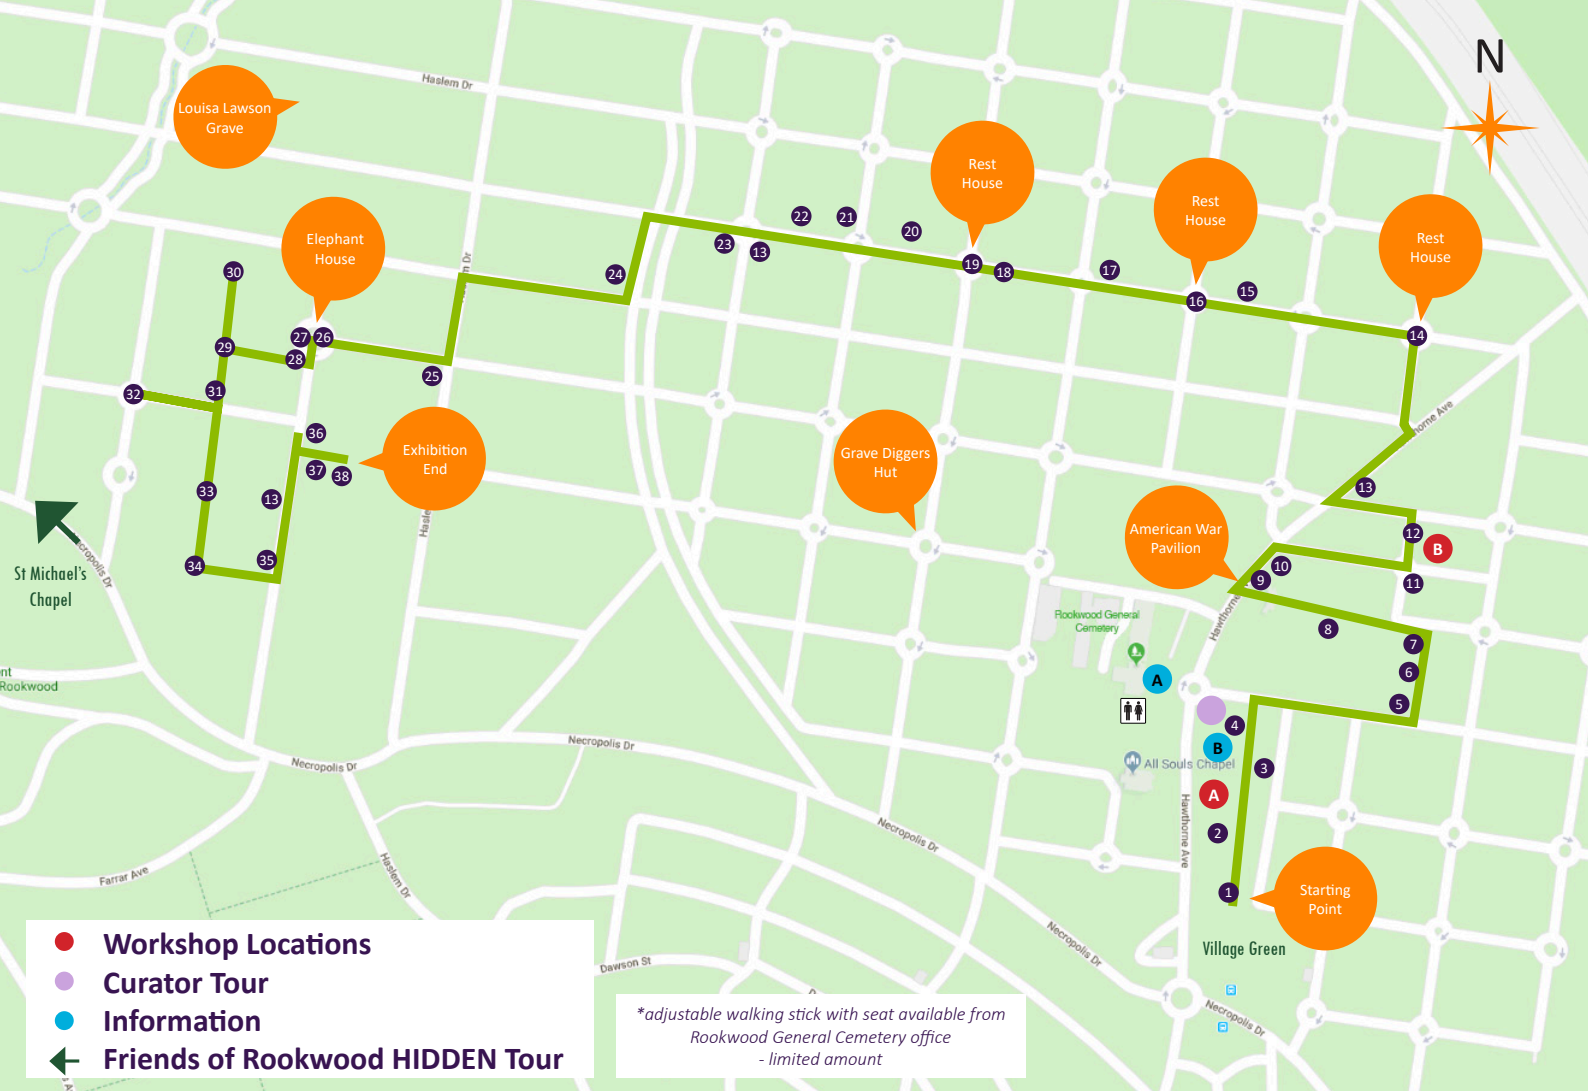 N
Haslem Dr
Louisa Lawson
Grave
Rest
House
Rest
House
Rest
House
Elephant
House
22
21
20
23
13
19
18
17
16
15
14
24
30
27
26
29
28
25
31
32
36
37
38
Exhibition
End
33
13
35
34
Grave Diggers
Hut
American War
Pavilion
13
12
B
11
10
9
8
7
6
5
4
3
2
1
St Michael's
Chapel
Rookwood General
Cemetery
Hawthorne
A
B
All Souls Chapel
A
Hawthorne Ave
Starting
Point
Village Green
Rookwood
Necropolis Dr
Necropolis Dr
Necropolis Dr
Necropolis Dr
Necropolis Dr
Haslem Dr
Farrar Ave
Dawson St
Workshop Locations
Curator Tour
Information
Friends of Rookwood HIDDEN Tour
*adjustable walking stick with seat available from
Rookwood General Cemetery office
- limited amount